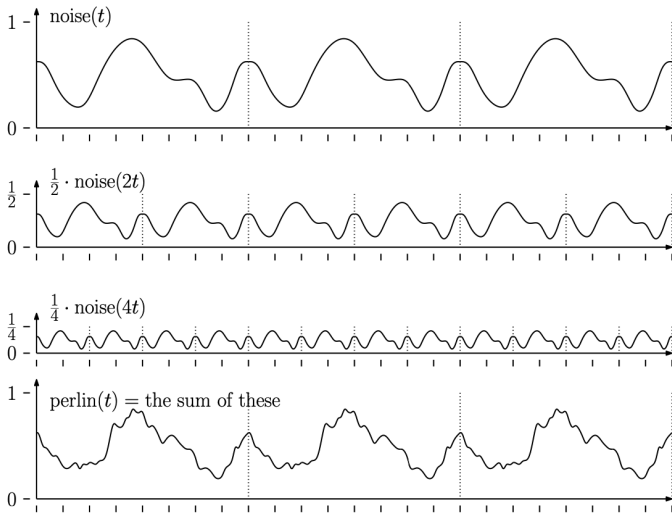 noise(t)
1
0
1/2 · noise(2t)
1/2
0
1/4 · noise(4t)
1/4
0
perlin(t) = the sum of these
1
0